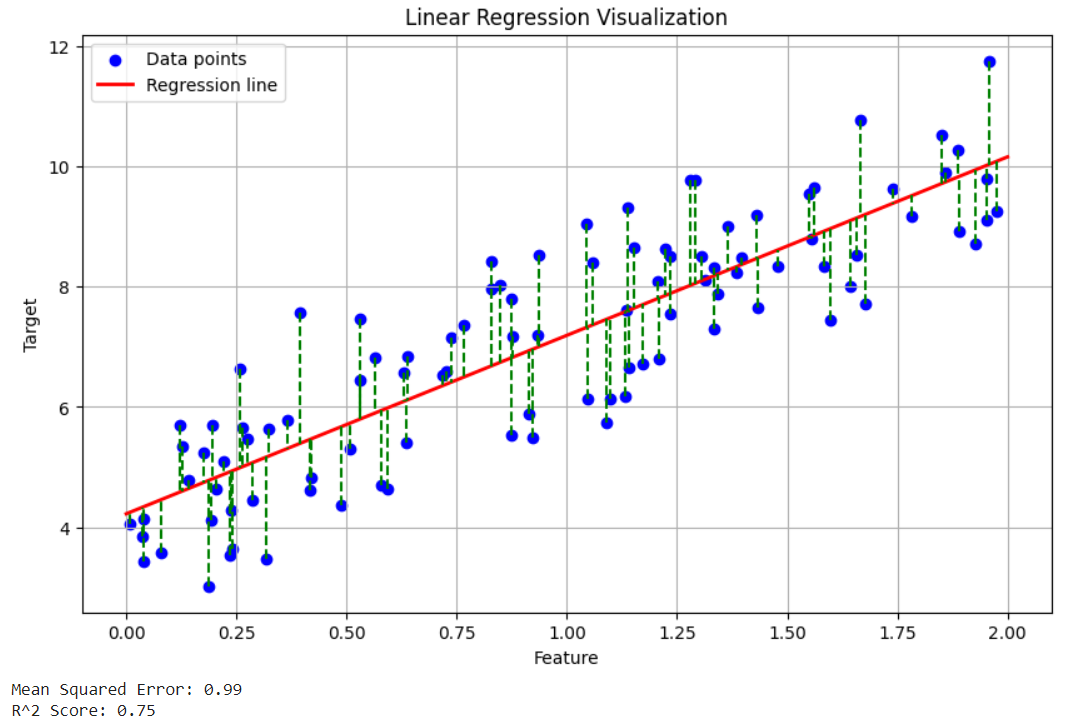 Linear Regression Visualization
Data points
Regression line
12
10
8
6
4
Target
0.00 0.25 0.50 0.75 1.00 1.25 1.50 1.75 2.00
Feature
Mean Squared Error: 0.99
R^2 Score: 0.75